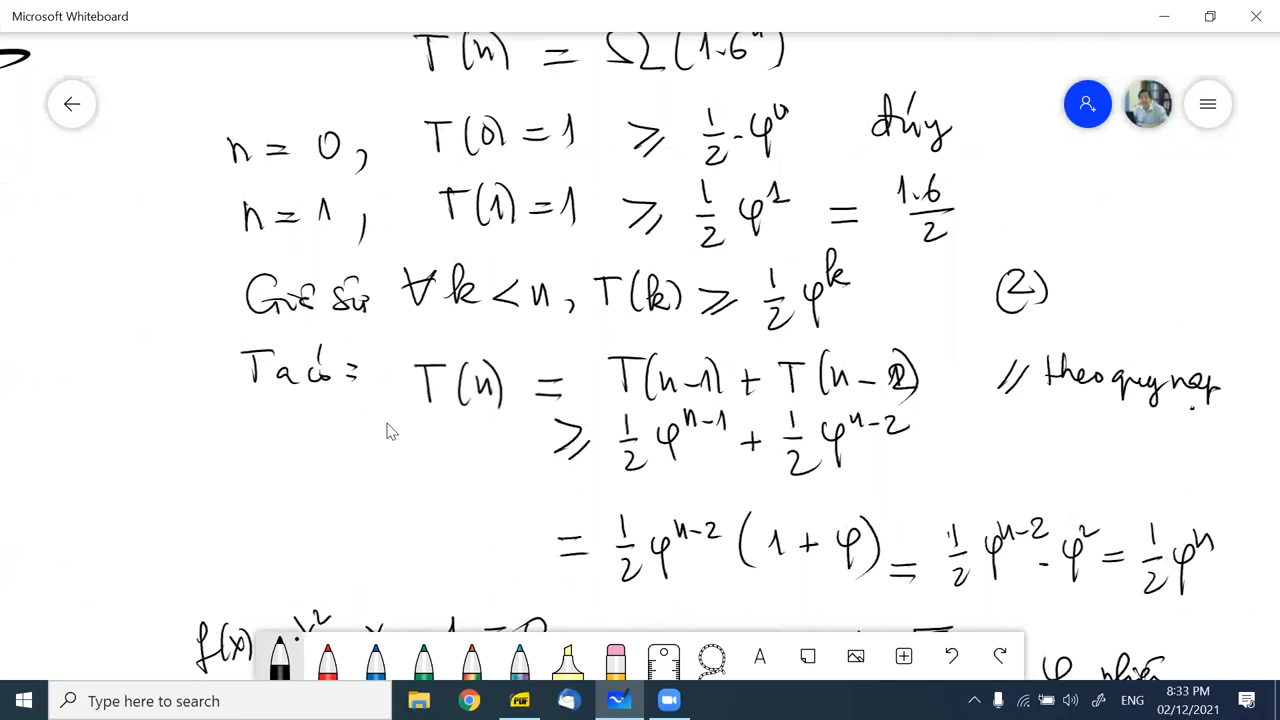 Microsoft Whiteboard
T(n) = Ω(1.6ⁿ)
n = 0, T(0) = 1 ≥ 1/2 · φ⁰ đúng
n = 1, T(1) = 1 ≥ 1/2 φ¹ = 1.6/2
Giả sử ∀k < n, T(k) ≥ 1/2 φᵏ (2)
Ta có: T(n) = T(n-1) + T(n-2) // theo quy nạp
≥ 1/2 φⁿ⁻¹ + 1/2 φⁿ⁻²
= 1/2 φⁿ⁻² (1 + φ) = 1/2 φⁿ⁻² · φ² = 1/2 φⁿ
f(x)
A
Type here to search
PDF
ENG
8:33 PM
02/12/2021